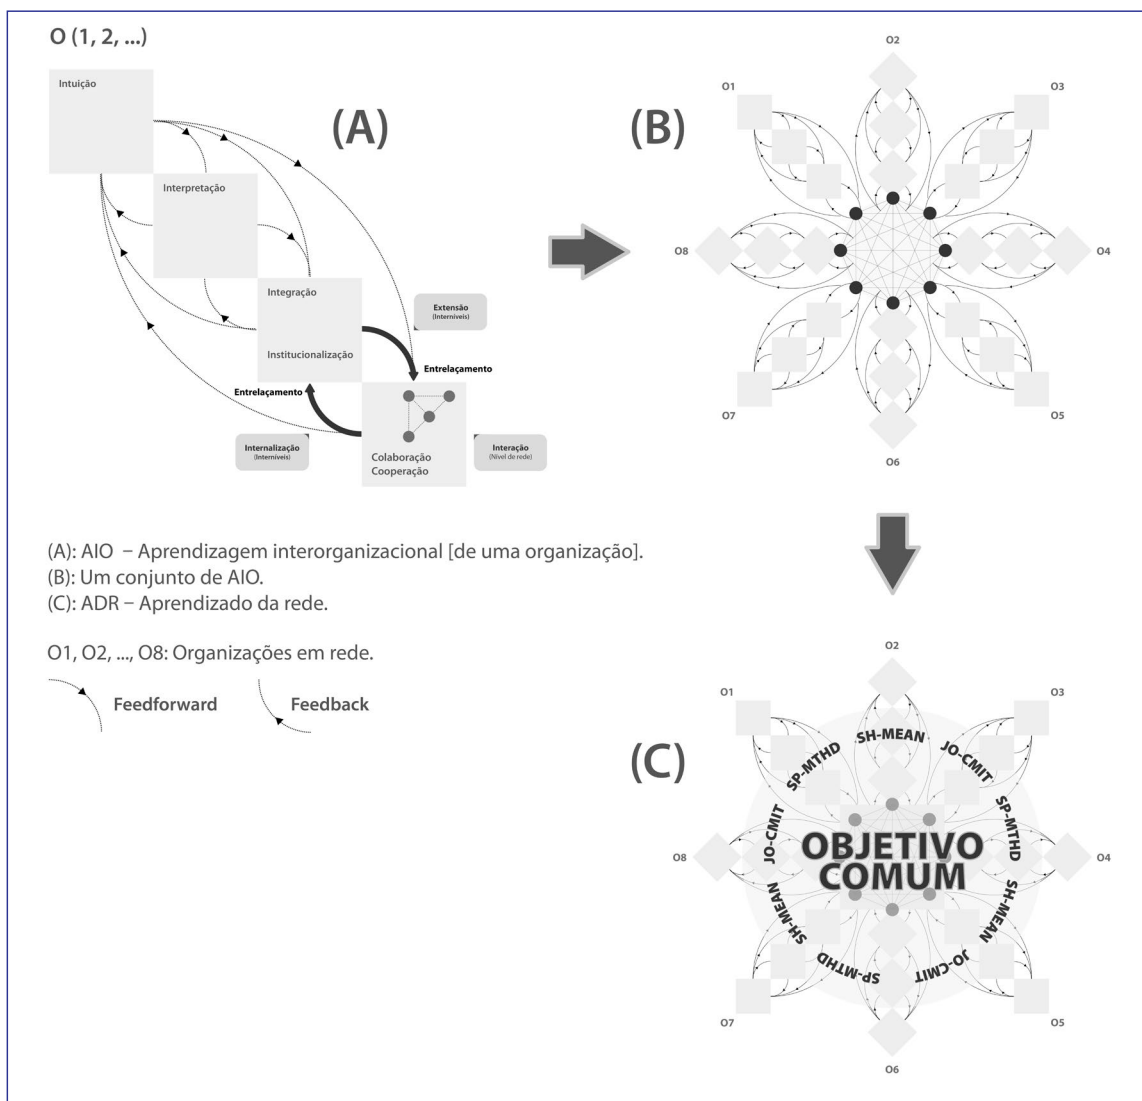 O (1, 2, ...)
Intuição
(A)
Interpretação
Integração
Institucionalização
Extensão
(Interníveis)
Entrelaçamento
Entrelaçamento
Internalização
(Interníveis)
Colaboração
Cooperação
Interação
(Nível de rede)
(B)
O1
O2
O3
O8
O4
O7
O5
O6
(A): AIO – Aprendizagem interorganizacional [de uma organização].
(B): Um conjunto de AIO.
(C): ADR – Aprendizado da rede.
O1, O2, ..., O8: Organizações em rede.
Feedforward
Feedback
(C)
O1
O2
O3
O8
O4
O7
O5
O6
SH-MEAN
JO-CMIT
SP-MTHD
SH-MEAN
JO-CMIT
SP-MTHD
SH-MEAN
JO-CMIT
SP-MTHD
OBJETIVO
COMUM